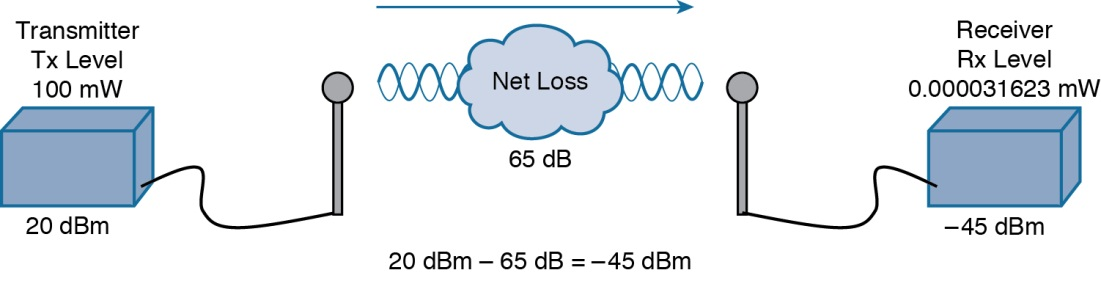 Transmitter
Tx Level
100 mW
20 dBm
Net Loss
65 dB
Receiver
Rx Level
0.000031623 mW
−45 dBm
20 dBm – 65 dB = −45 dBm